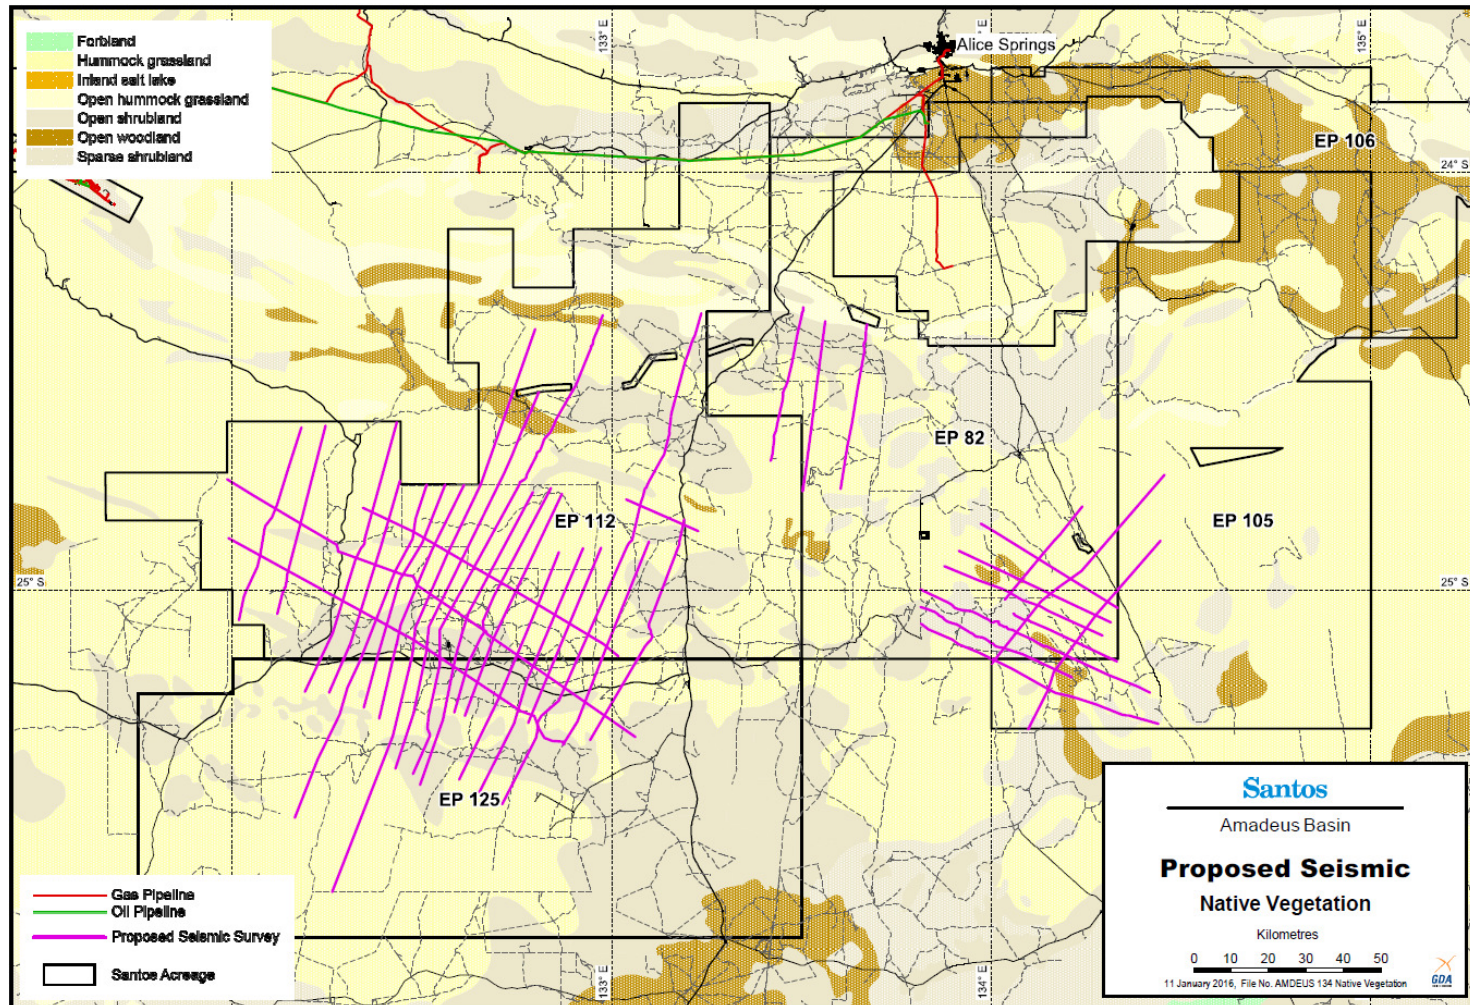 133° E
134° E
135° E
Forbland
Hummock grassland
Inland salt lake
Open hummock grassland
Open shrubland
Open woodland
Sparse shrubland
Alice Springs
EP 106
24° S
EP 82
EP 112
EP 105
25° S
25° S
EP 125
Gas Pipeline
Oil Pipeline
Proposed Seismic Survey
Santos Acreage
133° E
134° E
Santos
Amadeus Basin
Proposed Seismic
Native Vegetation
Kilometres
0 10 20 30 40 50
11 January 2016, File No. AMDEUS 134 Native Vegetation
GDA